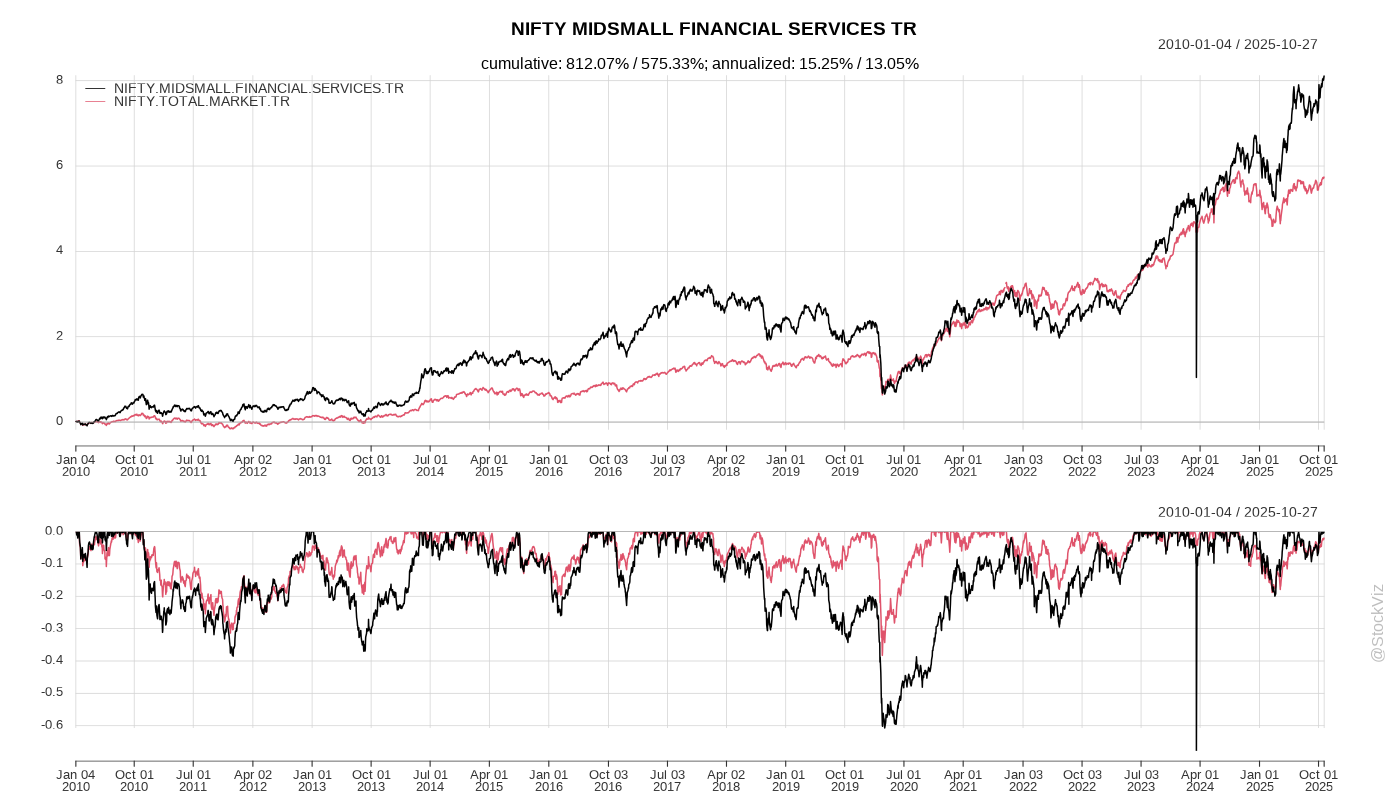 NIFTY MIDSMALL FINANCIAL SERVICES TR
2010-01-04 / 2025-10-27
cumulative: 812.07% / 575.33%; annualized: 15.25% / 13.05%
NIFTY.MIDSMALL.FINANCIAL.SERVICES.TR
NIFTY.TOTAL.MARKET.TR
8
6
4
2
0
Jan 04 Oct 01 Jul 01 Apr 02 Jan 01 Oct 01 Jul 01 Apr 01 Jan 01 Oct 03 Jul 03 Apr 02 Jan 01 Oct 01 Jul 01 Apr 01 Jan 03 Oct 03 Jul 03 Apr 01 Jan 01 Oct 01
2010 2010 2011 2012 2013 2013 2014 2015 2016 2016 2017 2018 2019 2019 2020 2021 2022 2022 2023 2024 2025 2025
2010-01-04 / 2025-10-27
0.0
-0.1
-0.2
-0.3
-0.4
-0.5
-0.6
Jan 04 Oct 01 Jul 01 Apr 02 Jan 01 Oct 01 Jul 01 Apr 01 Jan 01 Oct 03 Jul 03 Apr 02 Jan 01 Oct 01 Jul 01 Apr 01 Jan 03 Oct 03 Jul 03 Apr 01 Jan 01 Oct 01
2010 2010 2011 2012 2013 2013 2014 2015 2016 2016 2017 2018 2019 2019 2020 2021 2022 2022 2023 2024 2025 2025
@StockViz